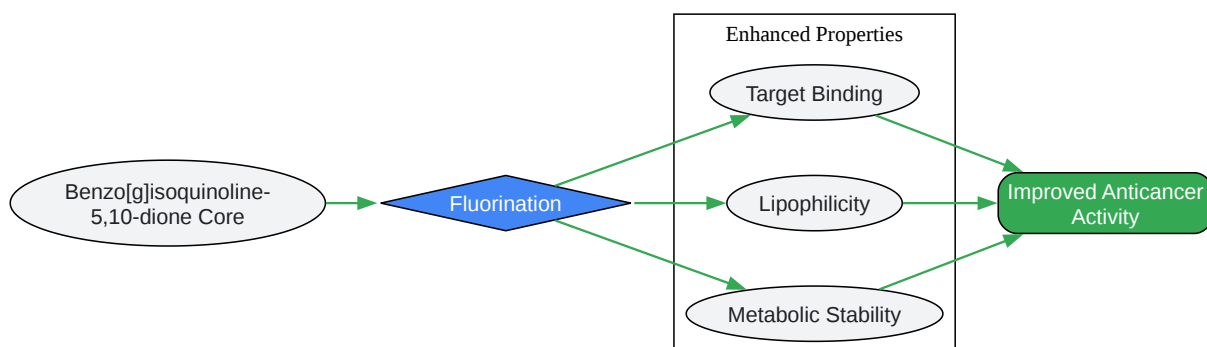 Enhanced Properties
Target Binding
Benzo[g]isoquinoline-
5,10-dione Core
Fluorination
Lipophilicity
Improved Anticancer
Activity
Metabolic Stability